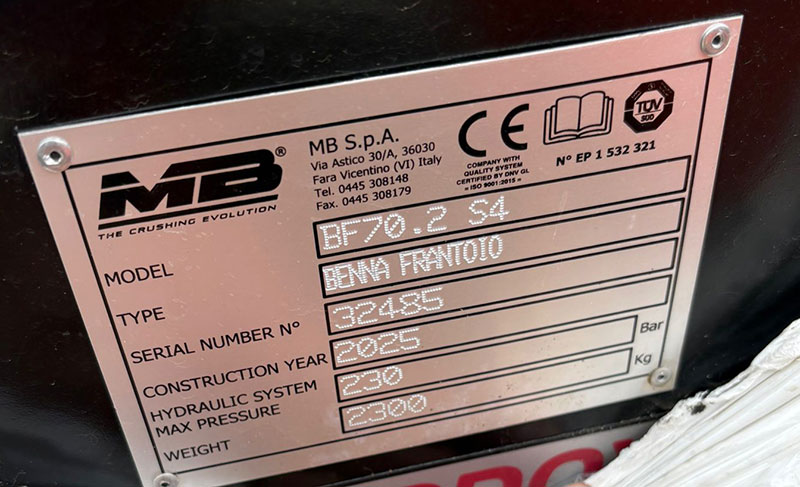 MB®
THE CRUSHING EVOLUTION
MB S.p.A.
Via Astico 30/A, 36030
Fara Vicentino (VI) Italy
Tel. 0445 308148
Fax. 0445 308179
CE
COMPANY WITH
QUALITY SYSTEM
CERTIFIED BY DNV GL
= ISO 9001:2015 =
TÜV
SÜD
N° EP 1 532 321
MODEL BF70.2 S4
TYPE BENNA FRANTOIO
SERIAL NUMBER N° 32485
CONSTRUCTION YEAR 2025
HYDRAULIC SYSTEM
MAX PRESSURE 230 Bar
WEIGHT 2300 Kg